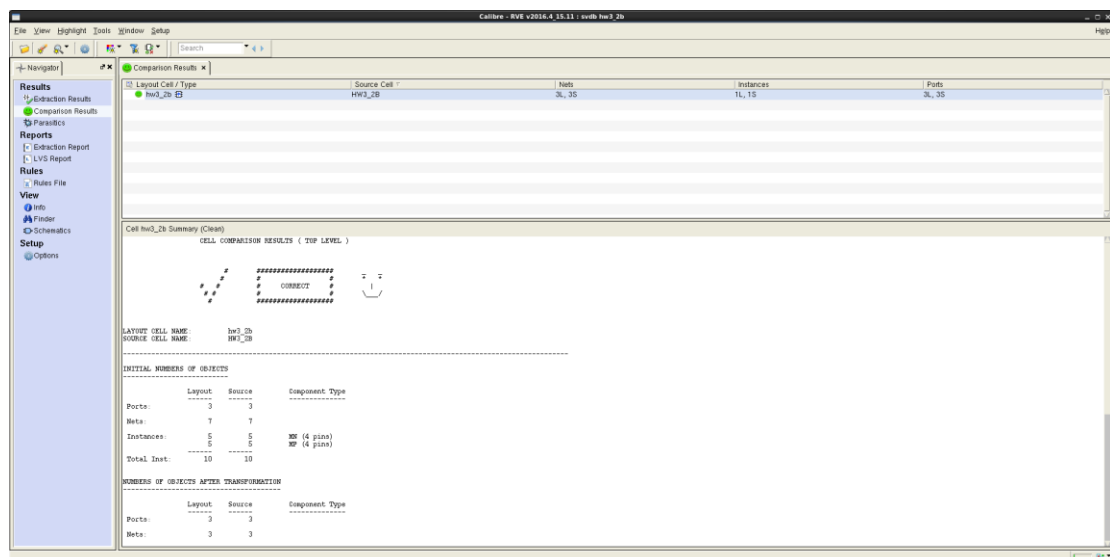 Calibre - RVE v2016.4_15.11 : svdb hw3_2b
File View Highlight Tools Window Setup Help
Search
Navigator
Comparison Results
Results
Extraction Results
Comparison Results
Parasitics
Reports
Extraction Report
LVS Report
Rules
Rules File
View
Info
Finder
Schematics
Setup
Options
Layout Cell / Type Source Cell Nets Instances Ports
hw3_2b HW3_2B 3L, 3S 1L, 1S 3L, 3S
Cell hw3_2b Summary (Clean)
CELL COMPARISON RESULTS ( TOP LEVEL )
# ###################
# # #
# # # CORRECT #
# # # #
# ###################
LAYOUT CELL NAME: hw3_2b
SOURCE CELL NAME: HW3_2B
INITIAL NUMBERS OF OBJECTS
Layout Source Component Type
Ports: 3 3
Nets: 7 7
Instances: 5 5 MN (4 pins)
5 5 MP (4 pins)
Total Inst: 10 10
NUMBERS OF OBJECTS AFTER TRANSFORMATION
Layout Source Component Type
Ports: 3 3
Nets: 3 3